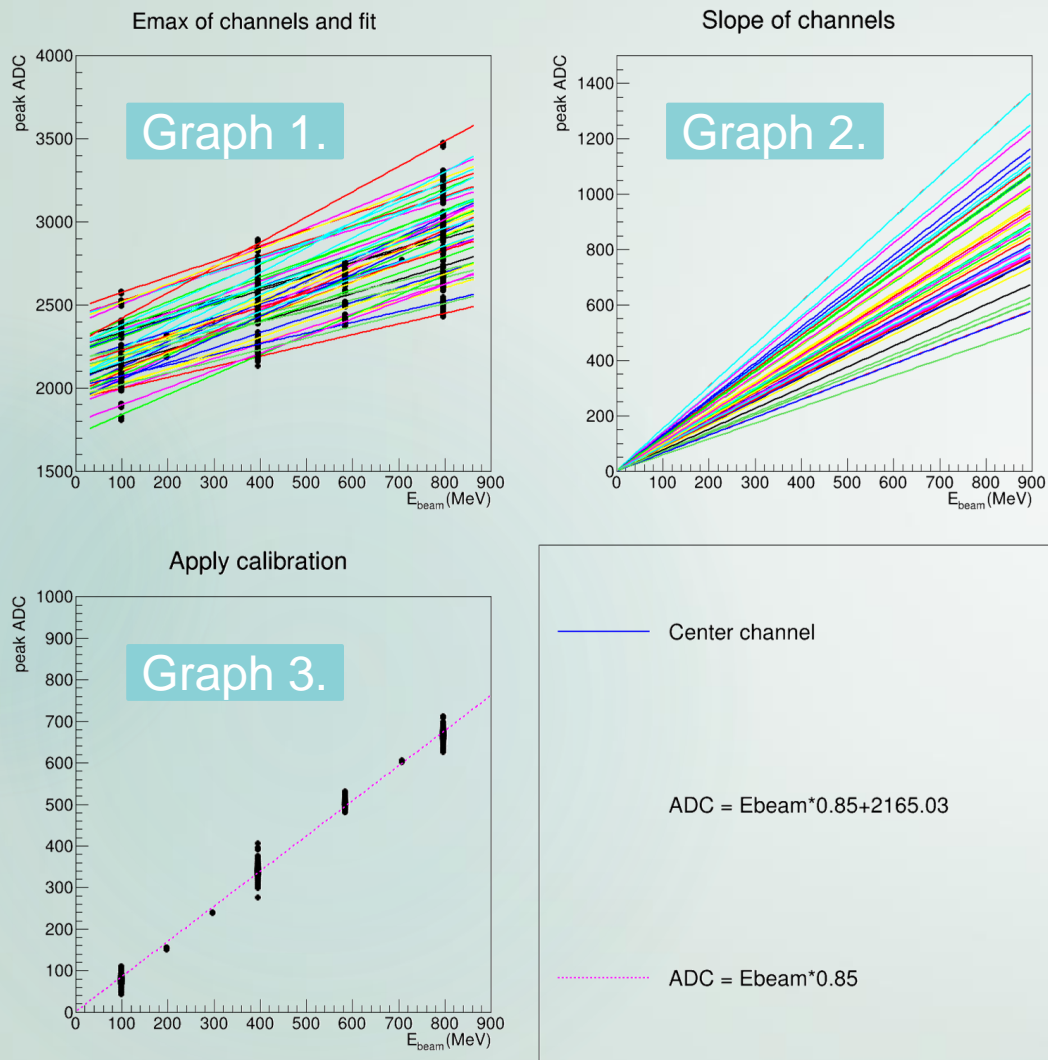 Emax of channels and fit
peak ADC
Graph 1.
4000
3500
3000
2500
2000
1500
0 100 200 300 400 500 600 700 800 900
E_beam (MeV)
Slope of channels
peak ADC
Graph 2.
1400
1200
1000
800
600
400
200
0
0 100 200 300 400 500 600 700 800 900
E_beam (MeV)
Apply calibration
peak ADC
Graph 3.
1000
900
800
700
600
500
400
300
200
100
0
0 100 200 300 400 500 600 700 800 900
E_beam (MeV)
Center channel
ADC = Ebeam*0.85+2165.03
ADC = Ebeam*0.85